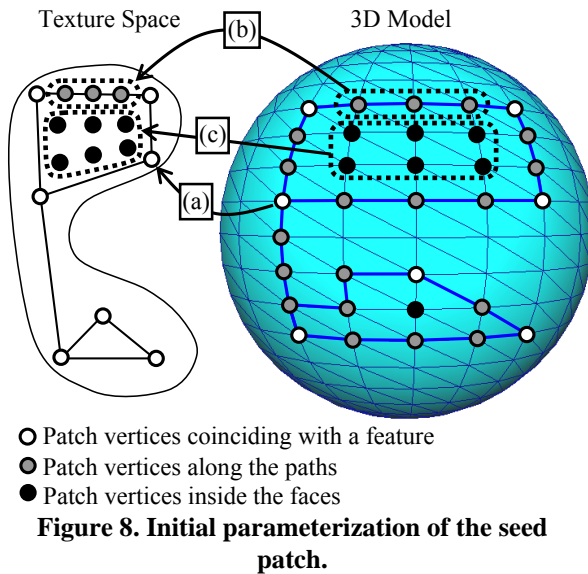 Texture Space
(b)
3D Model
(c)
(a)
Patch vertices coinciding with a feature
Patch vertices along the paths
Patch vertices inside the faces
Figure 8. Initial parameterization of the seed
patch.